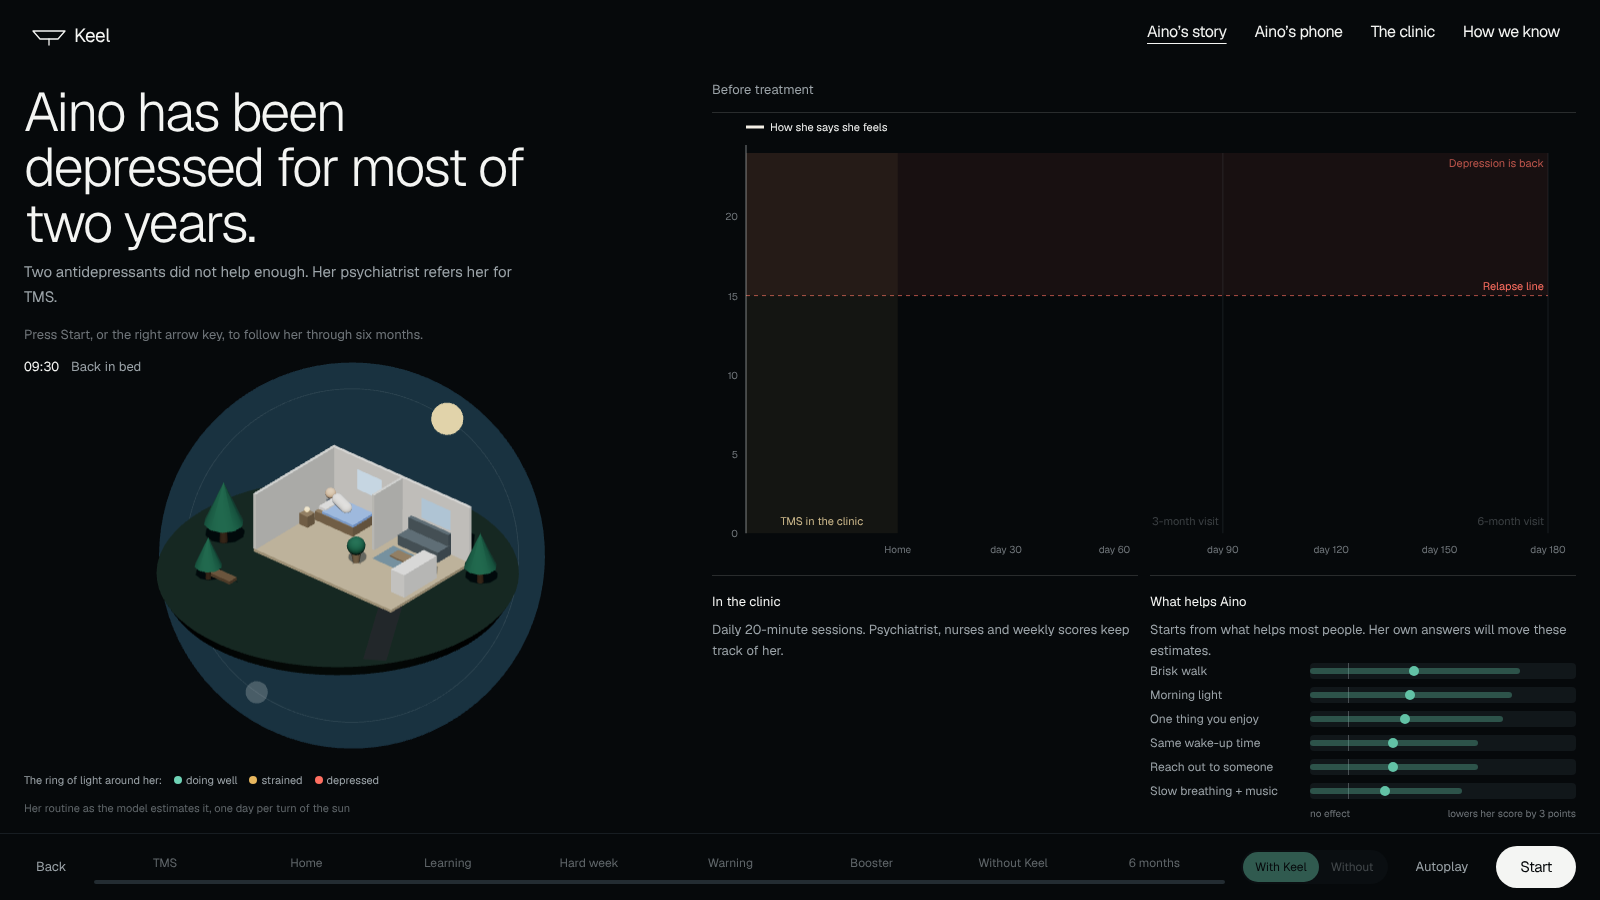 Keel
Aino's story
Aino's phone
The clinic
How we know
Aino has been
depressed for most of
two years.
Two antidepressants did not help enough. Her psychiatrist refers her for
TMS.
Press Start, or the right arrow key, to follow her through six months.
09:30 Back in bed
The ring of light around her: doing well strained depressed
Her routine as the model estimates it, one day per turn of the sun
Before treatment
How she says she feels
Depression is back
20
Relapse line
15
10
5
TMS in the clinic
3-month visit
6-month visit
0
Home
day 30
day 60
day 90
day 120
day 150
day 180
In the clinic
Daily 20-minute sessions. Psychiatrist, nurses and weekly scores keep
track of her.
What helps Aino
Starts from what helps most people. Her own answers will move these
estimates.
Brisk walk
Morning light
One thing you enjoy
Same wake-up time
Reach out to someone
Slow breathing + music
no effect
lowers her score by 3 points
Back
TMS
Home
Learning
Hard week
Warning
Booster
Without Keel
6 months
With Keel
Without
Autoplay
Start